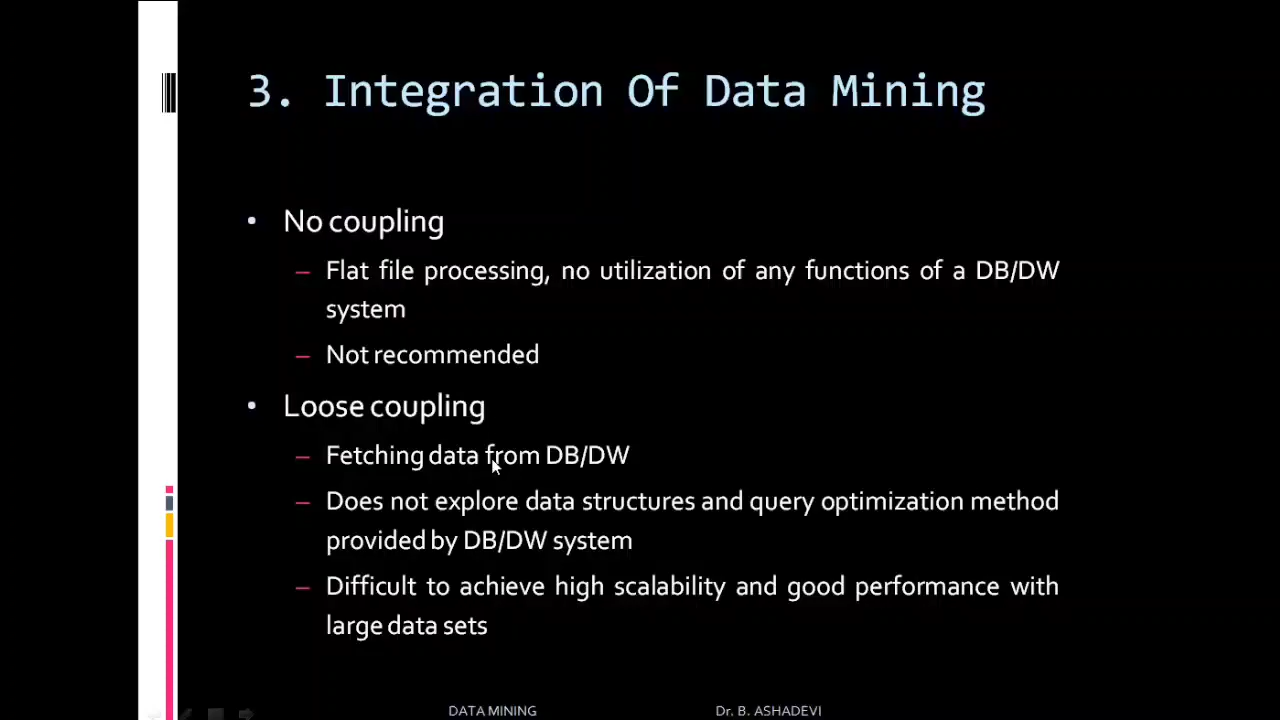 3. Integration Of Data Mining
• No coupling
– Flat file processing, no utilization of any functions of a DB/DW
system
– Not recommended
• Loose coupling
– Fetching data from DB/DW
– Does not explore data structures and query optimization method
provided by DB/DW system
– Difficult to achieve high scalability and good performance with
large data sets
DATA MINING Dr. B. ASHADEVI